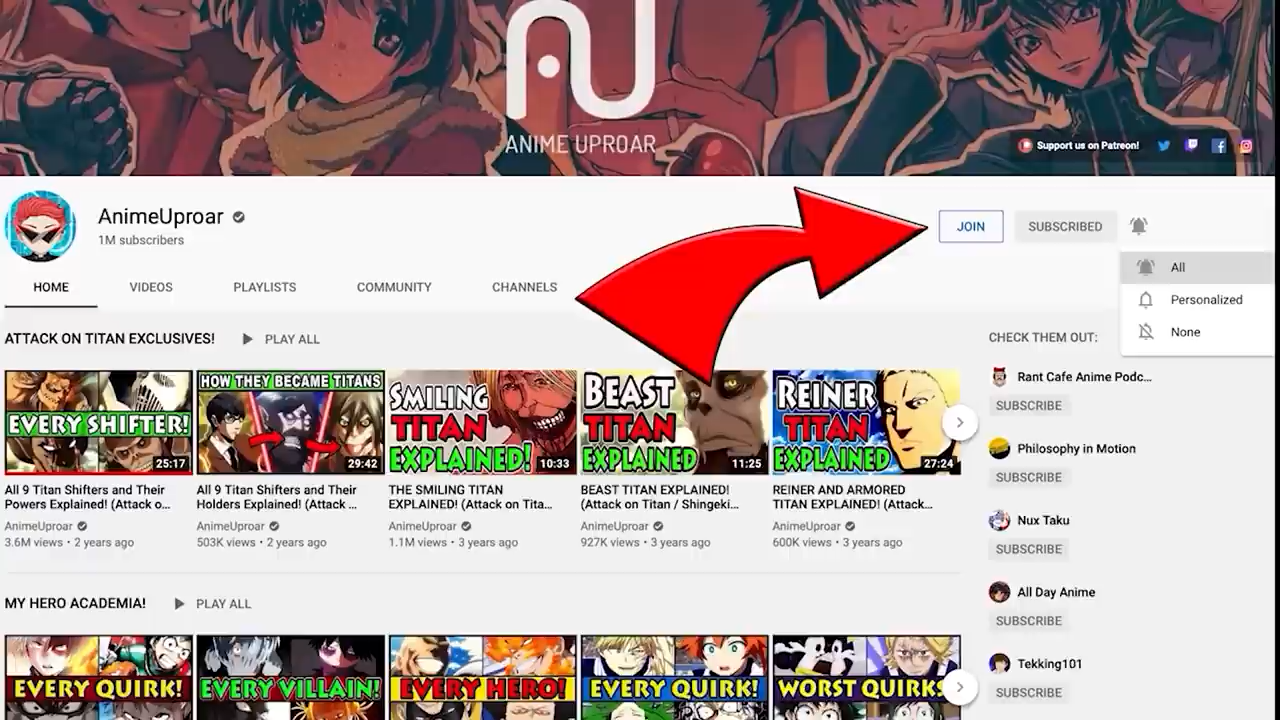 ANIME UPROAR
Support us on Patreon!
AnimeUproar
1M subscribers
JOIN
SUBSCRIBED
All
Personalized
None
HOME
VIDEOS
PLAYLISTS
COMMUNITY
CHANNELS
ATTACK ON TITAN EXCLUSIVES!
PLAY ALL
EVERY SHIFTER!
25:17
HOW THEY BECAME TITANS
29:42
SMILING
TITAN
EXPLAINED!
10:33
BEAST
TITAN
EXPLAINED
11:25
REINER
TITAN
EXPLAINED
27:24
All 9 Titan Shifters and Their
Powers Explained! (Attack o...
AnimeUproar
3.6M views • 2 years ago
All 9 Titan Shifters and Their
Holders Explained! (Attack ...
AnimeUproar
503K views • 2 years ago
THE SMILING TITAN
EXPLAINED! (Attack on Tita...
AnimeUproar
1.1M views • 3 years ago
BEAST TITAN EXPLAINED!
(Attack on Titan / Shingeki...
AnimeUproar
927K views • 3 years ago
REINER AND ARMORED
TITAN EXPLAINED! (Attack...
AnimeUproar
600K views • 3 years ago
MY HERO ACADEMIA!
PLAY ALL
EVERY QUIRK!
EVERY VILLAIN!
EVERY HERO!
EVERY QUIRK!
WORST QUIRKS
CHECK THEM OUT:
Rant Cafe Anime Podc...
SUBSCRIBE
Philosophy in Motion
SUBSCRIBE
Nux Taku
SUBSCRIBE
All Day Anime
SUBSCRIBE
Tekking101
SUBSCRIBE